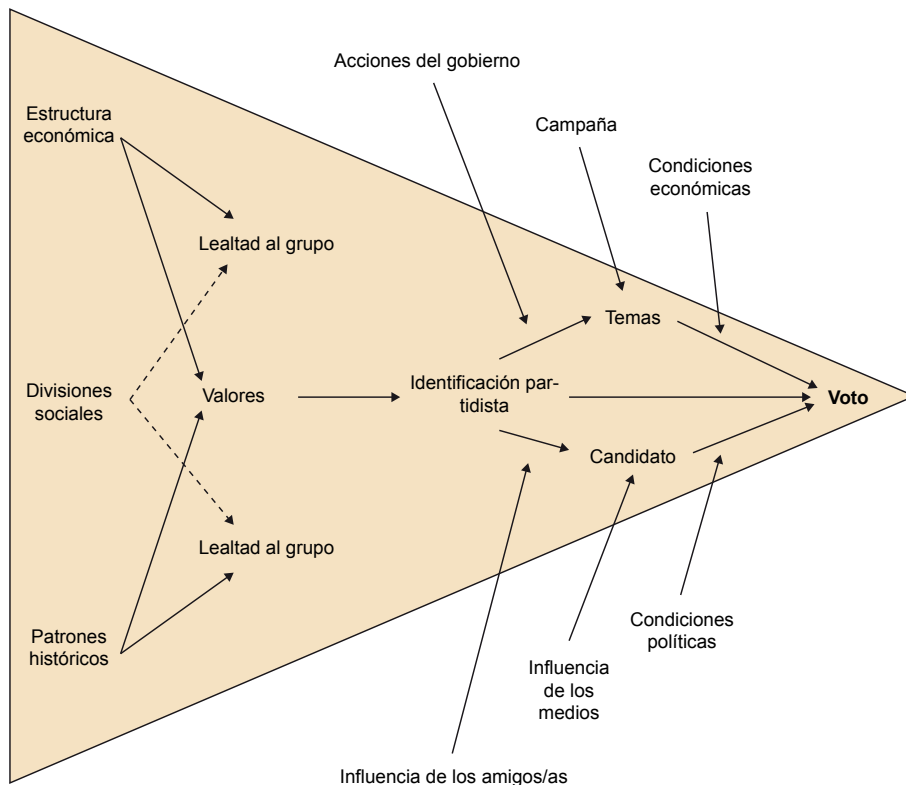 Acciones del gobierno
Campaña
Condiciones
económicas
Estructura
económica
Lealtad al grupo
Temas
Divisiones
sociales
Valores
Identificación par-
tidista
Voto
Candidato
Lealtad al grupo
Patrones
históricos
Condiciones
políticas
Influencia
de los
medios
Influencia de los amigos/as